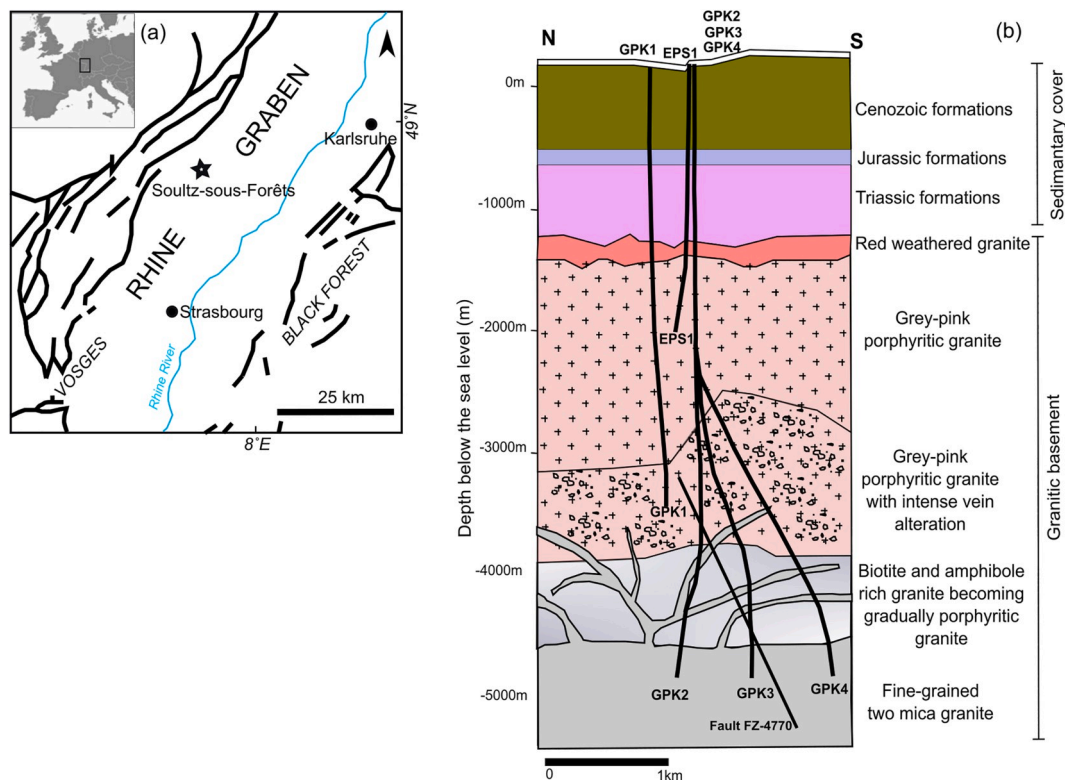 (a)
GRABEN
49°N
Karlsruhe
Soultz-sous-Forêts
RHINE
BLACK FOREST
Strasbourg
VOSGES
Rhine River
25 km
8°E
(b)
GPK2
GPK3
GPK4
N
GPK1
EPS1
S
0m
-1000m
-2000m
-3000m
-4000m
-5000m
Depth below the sea level (m)
Cenozoic formations
Jurassic formations
Triassic formations
Red weathered granite
Grey-pink
porphyritic granite
Grey-pink
porphyritic granite
with intense vein
alteration
Biotite and amphibole
rich granite becoming
gradually porphyritic
granite
Fine-grained
two mica granite
Sedimantary cover
Granitic basement
EPS1
GPK1
GPK2
GPK3
GPK4
Fault FZ-4770
0
1km